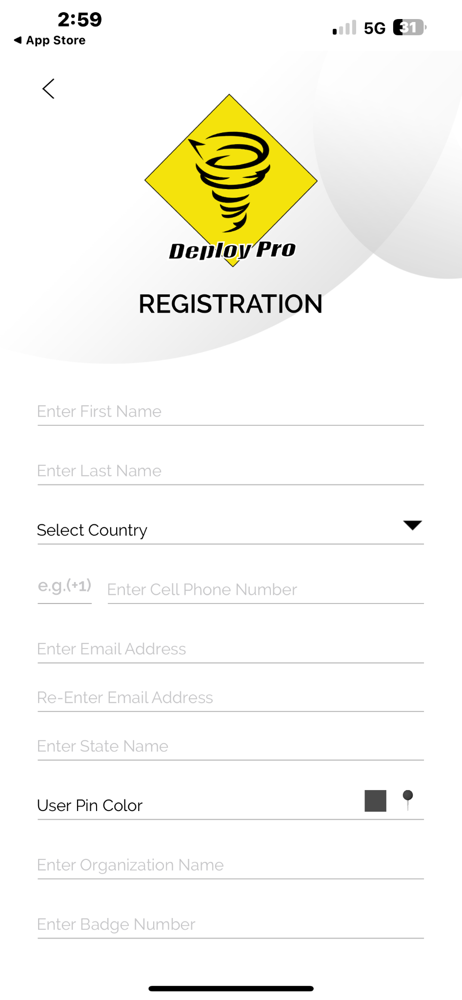 2:59
App Store
5G
31
Deploy Pro
REGISTRATION
Enter First Name
Enter Last Name
Select Country
e.g.(+1) Enter Cell Phone Number
Enter Email Address
Re-Enter Email Address
Enter State Name
User Pin Color
Enter Organization Name
Enter Badge Number